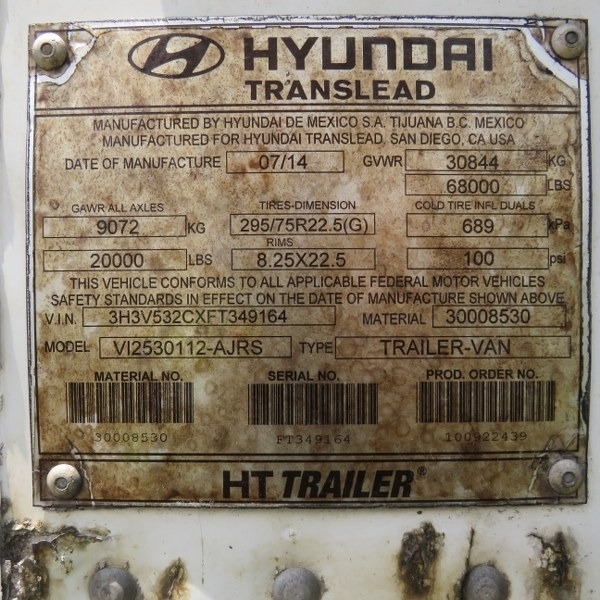 HYUNDAI
TRANSLEAD
MANUFACTURED BY HYUNDAI DE MEXICO S.A. TIJUANA B.C. MEXICO
MANUFACTURED FOR HYUNDAI TRANSLEAD, SAN DIEGO, CA USA
DATE OF MANUFACTURE 07/14 GVWR 30844 KG
68000 LBS
GAWR ALL AXLES TIRES-DIMENSION COLD TIRE INFL DUALS
9072 KG 295/75R22.5(G) 689 kPa
RIMS
20000 LBS 8.25X22.5 100 psi
THIS VEHICLE CONFORMS TO ALL APPLICABLE FEDERAL MOTOR VEHICLES
SAFETY STANDARDS IN EFFECT ON THE DATE OF MANUFACTURE SHOWN ABOVE
V.I.N. 3H3V532CXFT349164 MATERIAL 30008530
MODEL VI2530112-AJRS TYPE TRAILER-VAN
MATERIAL NO. SERIAL NO. PROD. ORDER NO.
30008530 FT349164 100922439
HT TRAILER®